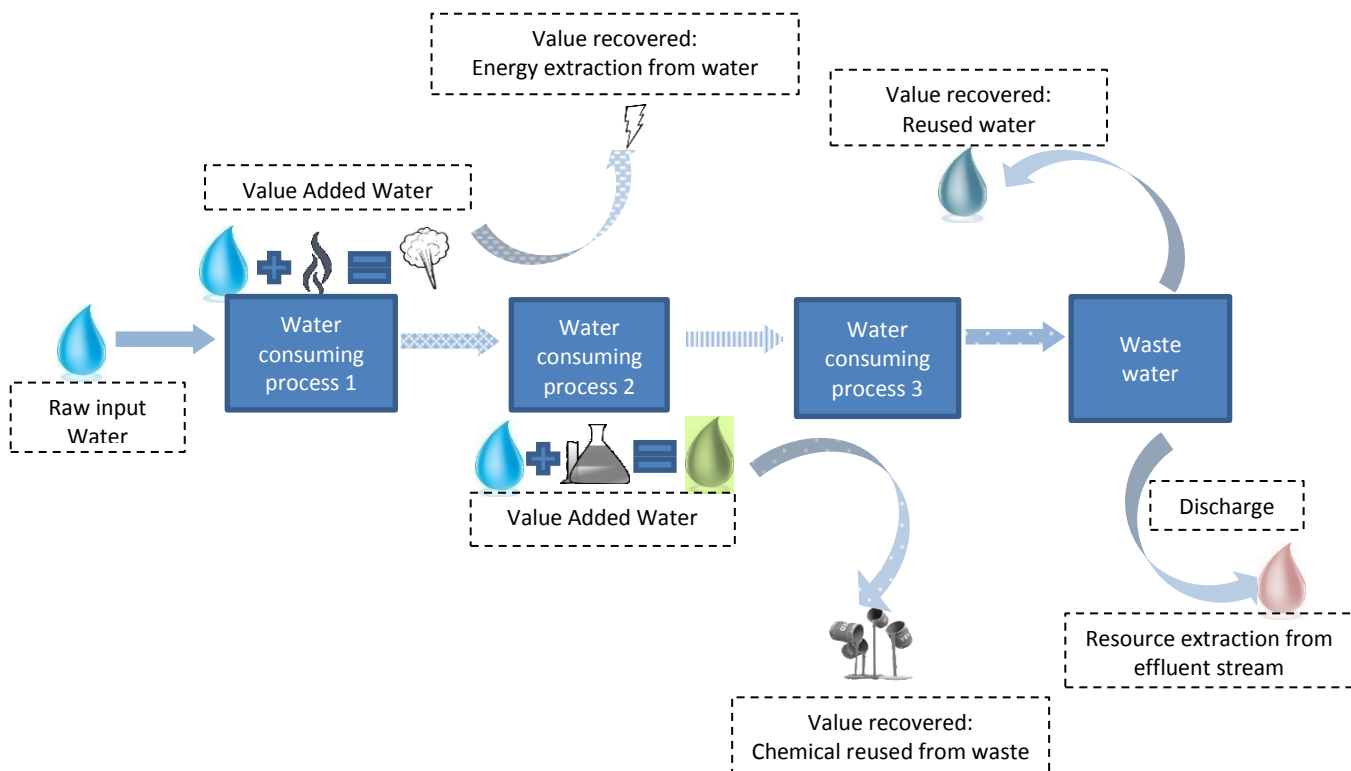 Value recovered:
Energy extraction from water
Value recovered:
Reused water
Value Added Water
Water
consuming
process 1
Water
consuming
process 2
Water
consuming
process 3
Waste
water
Raw input
Water
Value Added Water
Discharge
Resource extraction from
effluent stream
Value recovered:
Chemical reused from waste